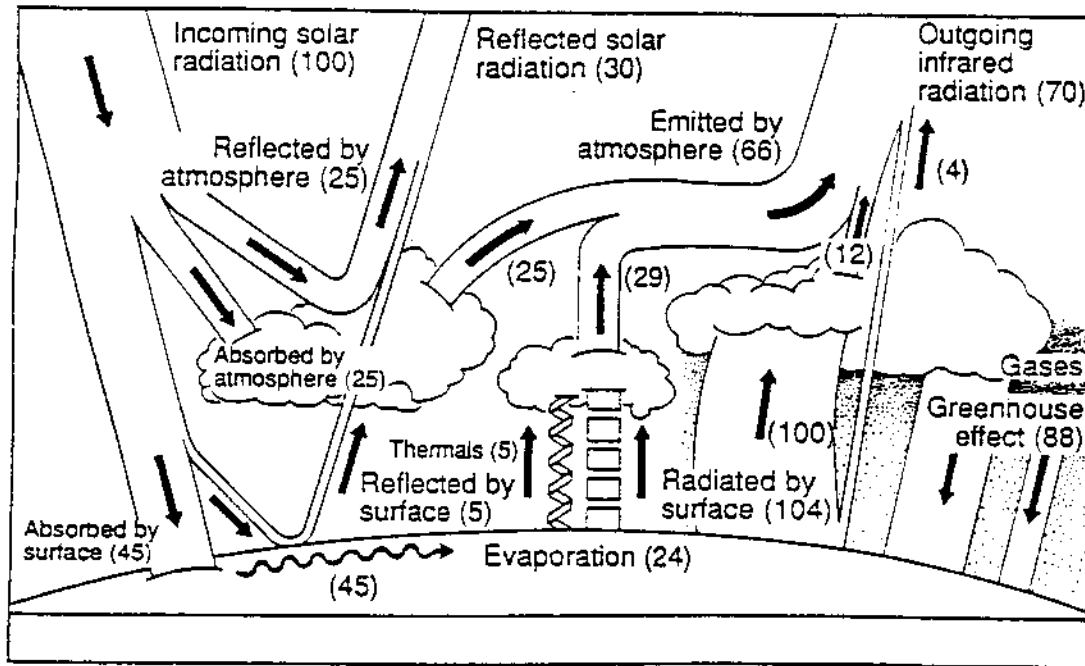 Incoming solar
radiation (100)
Reflected solar
radiation (30)
Outgoing
infrared
radiation (70)
Reflected by
atmosphere (25)
Emitted by
atmosphere (66)
(4)
(25)
(29)
(12)
Absorbed by
atmosphere (25)
Gases
Greenhouse
effect (88)
(100)
Thermals (5)
Reflected by
surface (5)
Radiated by
surface (104)
Absorbed by
surface (45)
(45)
Evaporation (24)